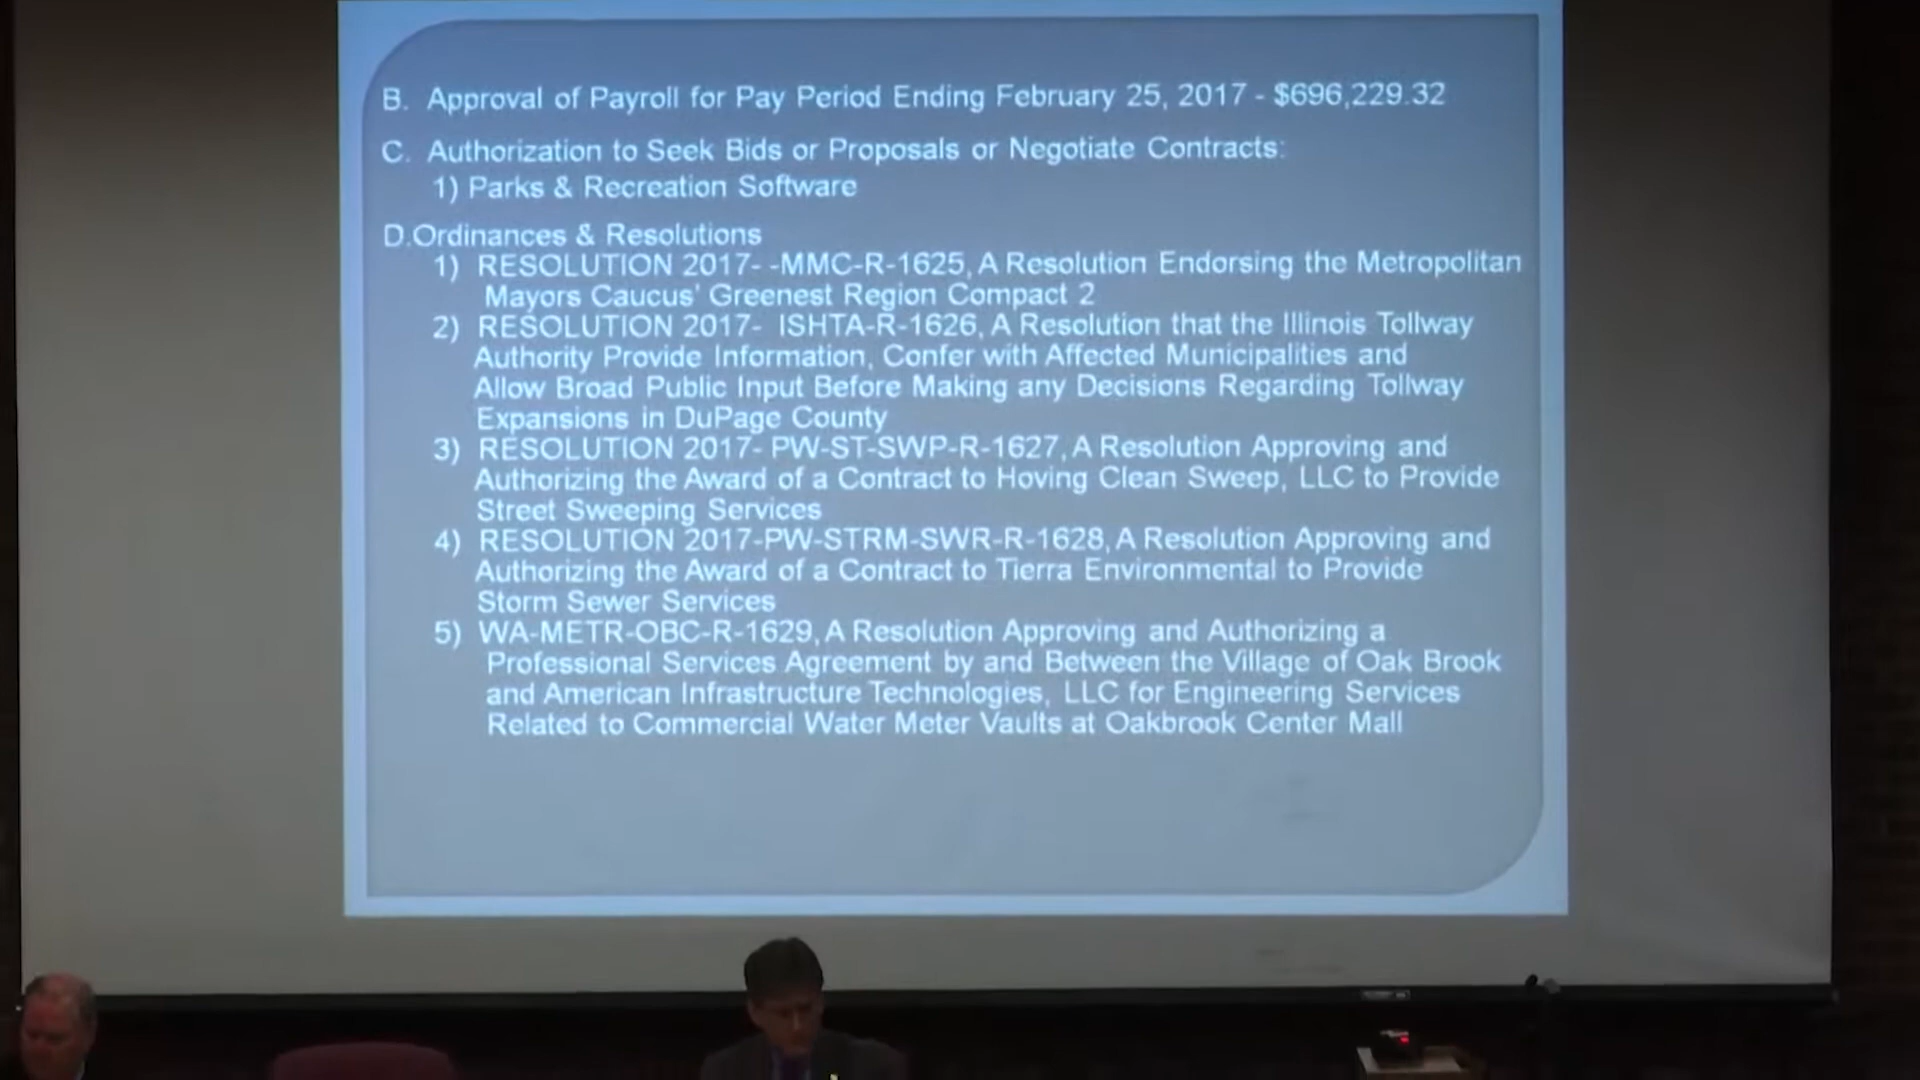 B. Approval of Payroll for Pay Period Ending February 25, 2017 - $696,229.32
C. Authorization to Seek Bids or Proposals or Negotiate Contracts:
1) Parks & Recreation Software
D.Ordinances & Resolutions
1) RESOLUTION 2017- -MMC-R-1625, A Resolution Endorsing the Metropolitan
Mayors Caucus' Greenest Region Compact 2
2) RESOLUTION 2017- ISHTA-R-1626, A Resolution that the Illinois Tollway
Authority Provide Information, Confer with Affected Municipalities and
Allow Broad Public Input Before Making any Decisions Regarding Tollway
Expansions in DuPage County
3) RESOLUTION 2017- PW-ST-SWP-R-1627, A Resolution Approving and
Authorizing the Award of a Contract to Hoving Clean Sweep, LLC to Provide
Street Sweeping Services
4) RESOLUTION 2017-PW-STRM-SWR-R-1628, A Resolution Approving and
Authorizing the Award of a Contract to Tierra Environmental to Provide
Storm Sewer Services
5) WA-METR-OBC-R-1629, A Resolution Approving and Authorizing a
Professional Services Agreement by and Between the Village of Oak Brook
and American Infrastructure Technologies, LLC for Engineering Services
Related to Commercial Water Meter Vaults at Oakbrook Center Mall